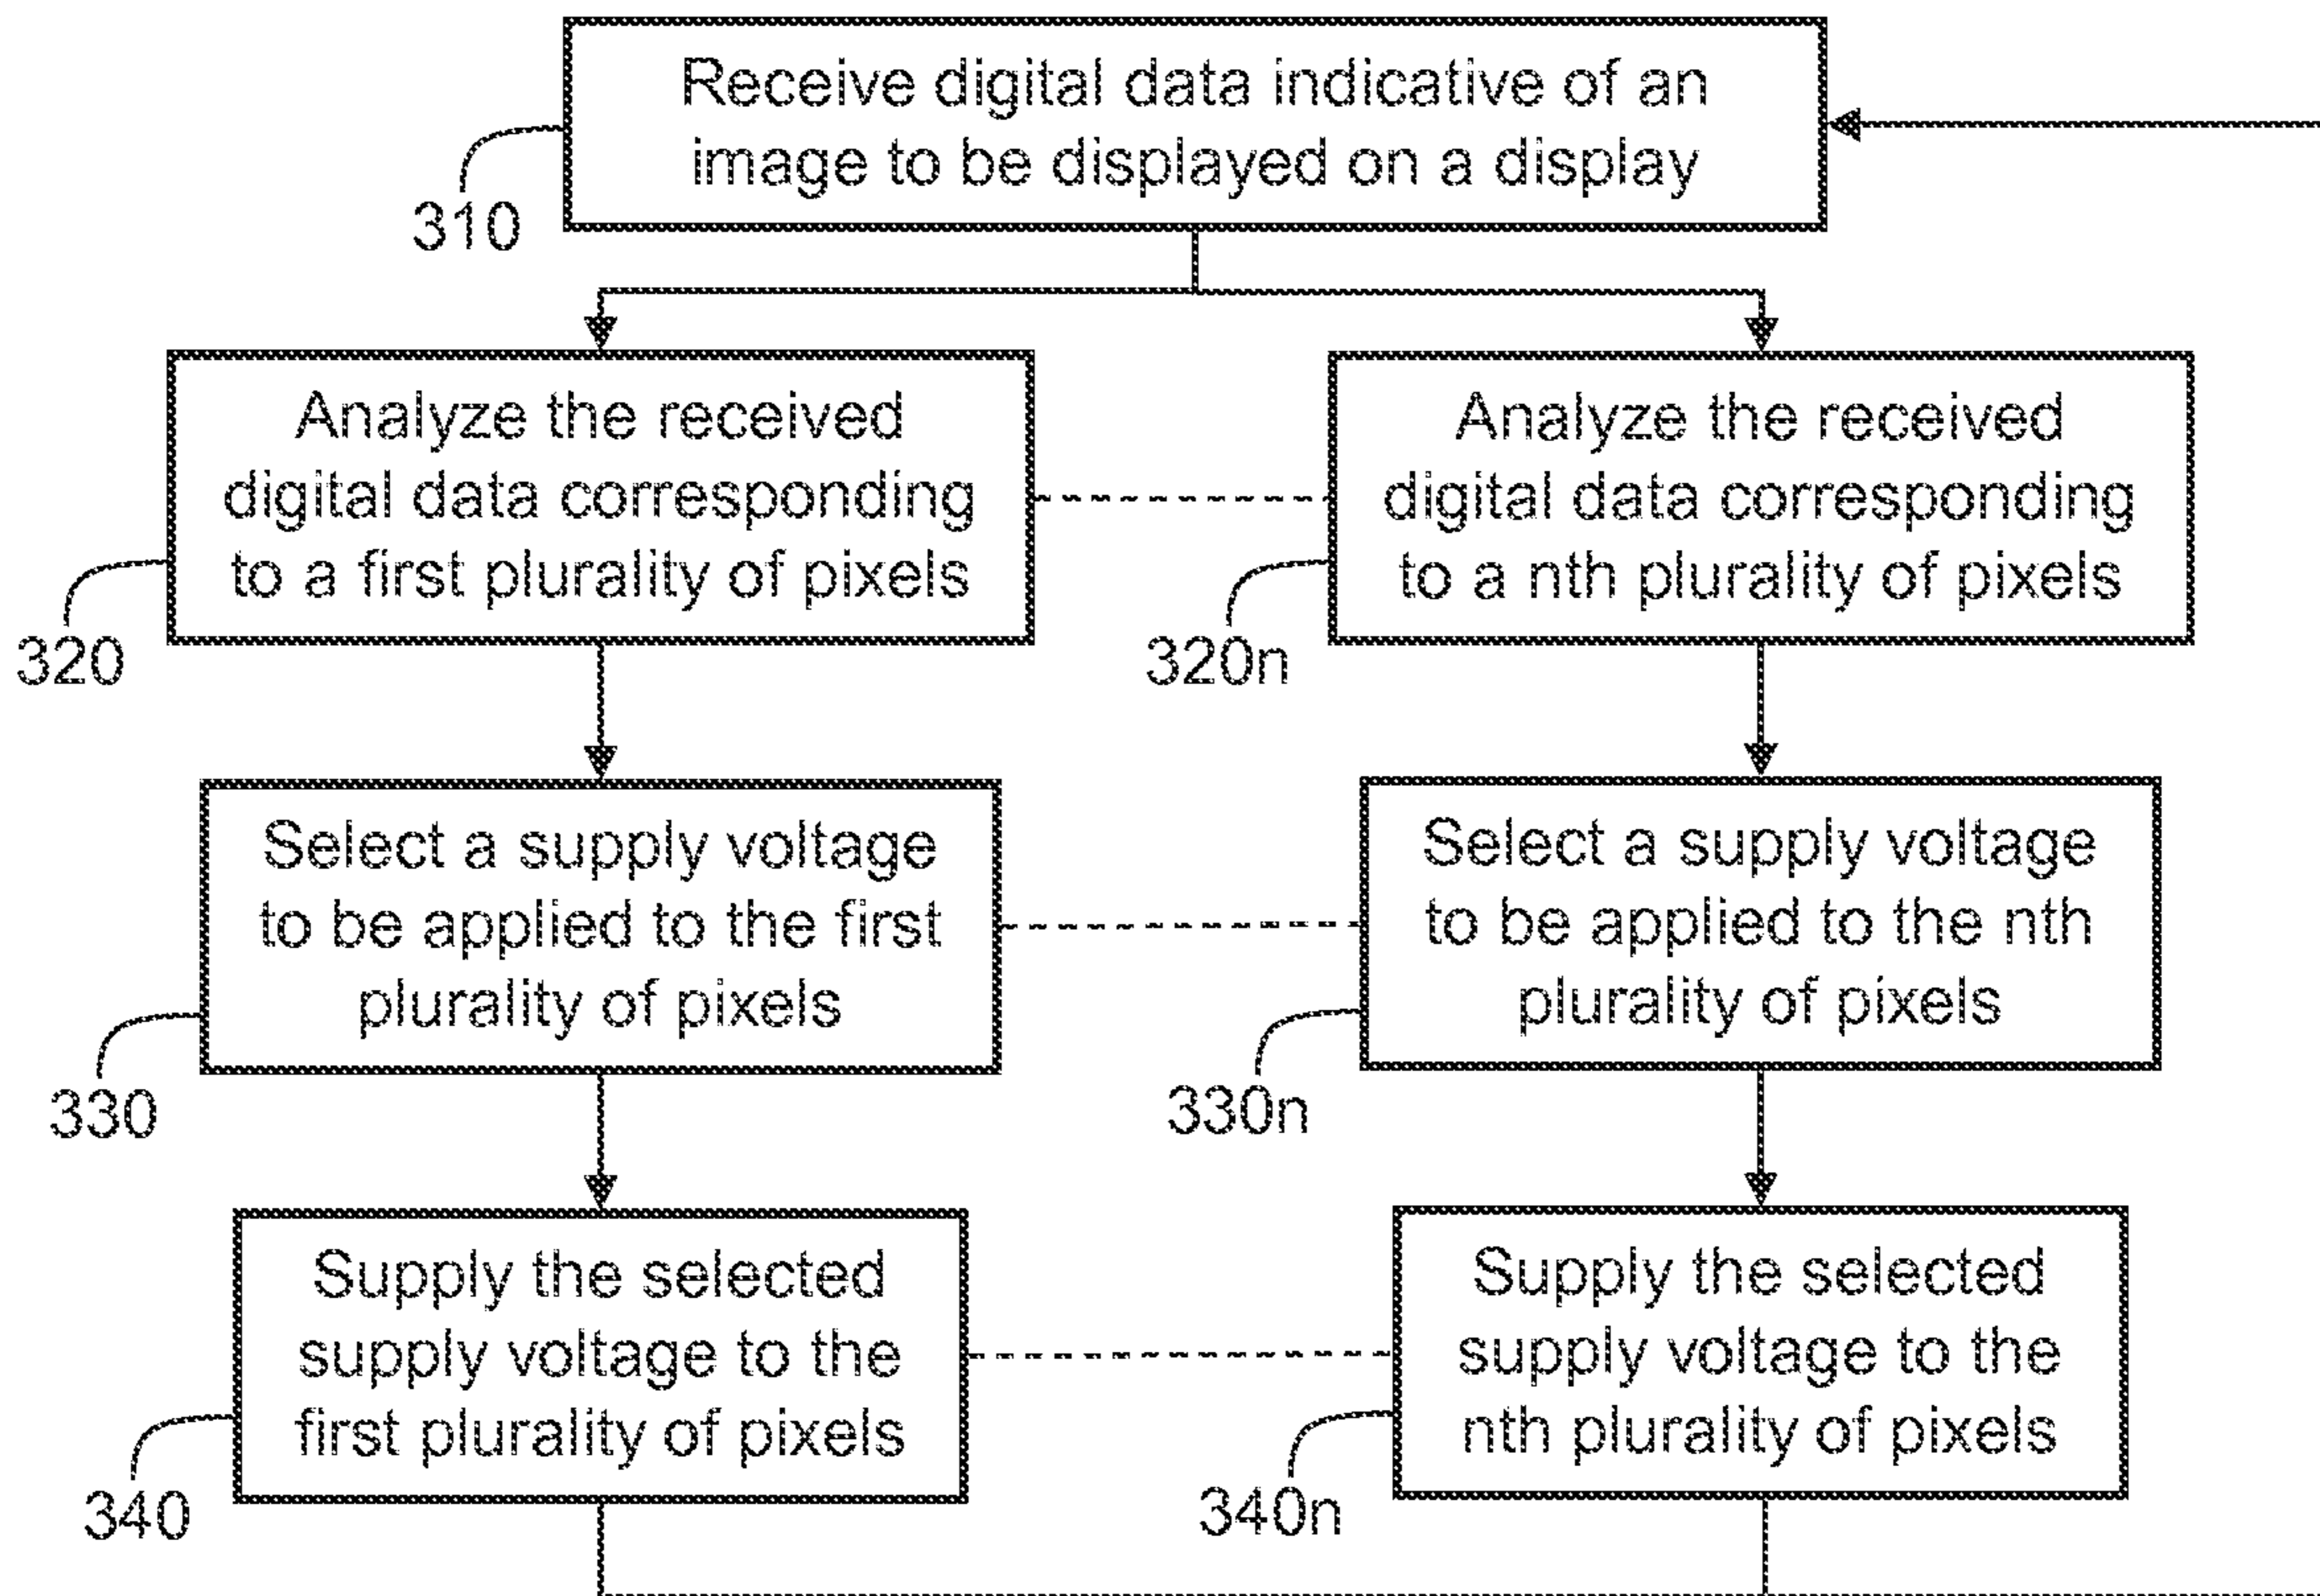 Receive digital data indicative of an
image to be displayed on a display
310
Analyze the received
digital data corresponding
to a first plurality of pixels
320
Analyze the received
digital data corresponding
to a nth plurality of pixels
320n
Select a supply voltage
to be applied to the first
plurality of pixels
330
Select a supply voltage
to be applied to the nth
plurality of pixels
330n
Supply the selected
supply voltage to the
first plurality of pixels
340
Supply the selected
supply voltage to the
nth plurality of pixels
340n